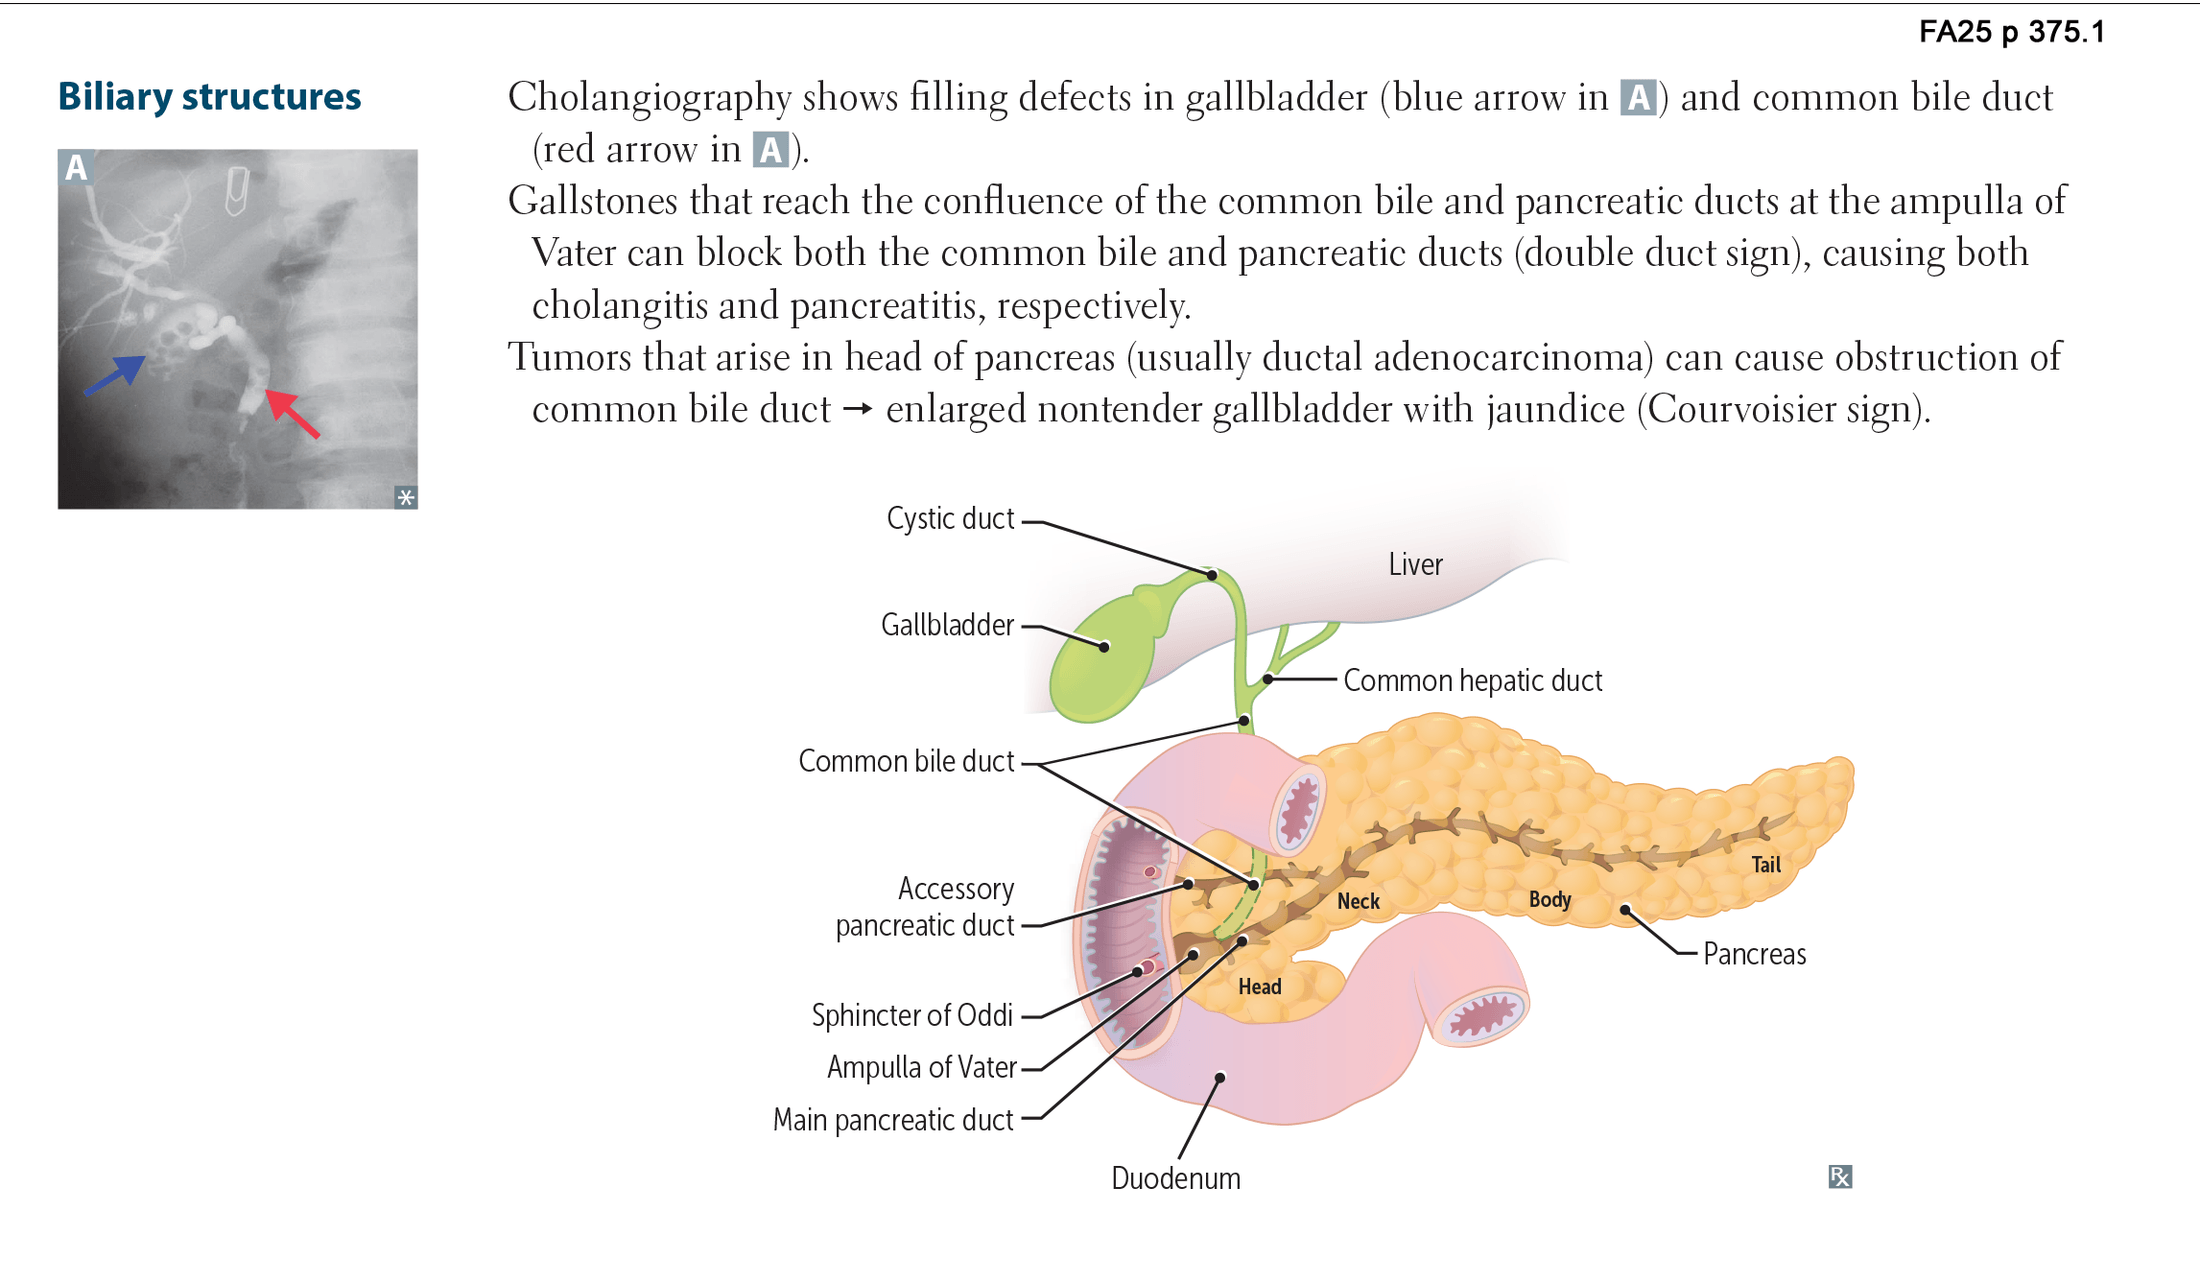 FA25 p 375.1
Biliary structures
Cholangiography shows filling defects in gallbladder (blue arrow in A) and common bile duct
(red arrow in A).
Gallstones that reach the confluence of the common bile and pancreatic ducts at the ampulla of
Vater can block both the common bile and pancreatic ducts (double duct sign), causing both
cholangitis and pancreatitis, respectively.
Tumors that arise in head of pancreas (usually ductal adenocarcinoma) can cause obstruction of
common bile duct → enlarged nontender gallbladder with jaundice (Courvoisier sign).
A
*
Cystic duct
Liver
Gallbladder
Common hepatic duct
Common bile duct
Tail
Accessory
pancreatic duct
Neck
Body
Pancreas
Head
Sphincter of Oddi
Ampulla of Vater
Main pancreatic duct
Duodenum
Rx